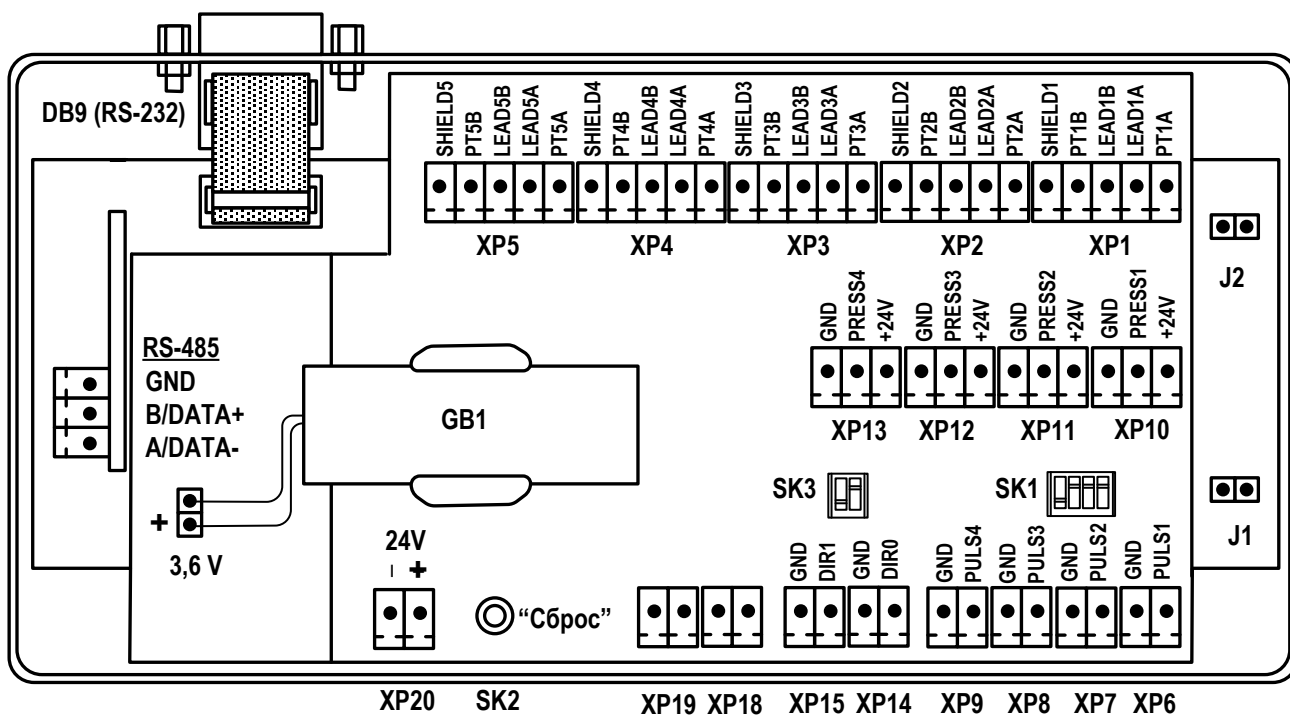 DB9 (RS-232)
SHIELD5 PT5B LEAD5B LEAD5A PT5A
SHIELD4 PT4B LEAD4B LEAD4A PT4A
SHIELD3 PT3B LEAD3B LEAD3A PT3A
SHIELD2 PT2B LEAD2B LEAD2A PT2A
SHIELD1 PT1B LEAD1B LEAD1A PT1A
XP5 XP4 XP3 XP2 XP1
J2
GND PRESS4 +24V
GND PRESS3 +24V
GND PRESS2 +24V
GND PRESS1 +24V
XP13 XP12 XP11 XP10
RS-485
GND
B/DATA+
A/DATA-
GB1
+
3,6 V
SK3 SK1
J1
24V
– +
“Сброс”
GND DIR1
GND DIR0
GND PULS4
GND PULS3
GND PULS2
GND PULS1
XP20 SK2 XP19 XP18 XP15 XP14 XP9 XP8 XP7 XP6